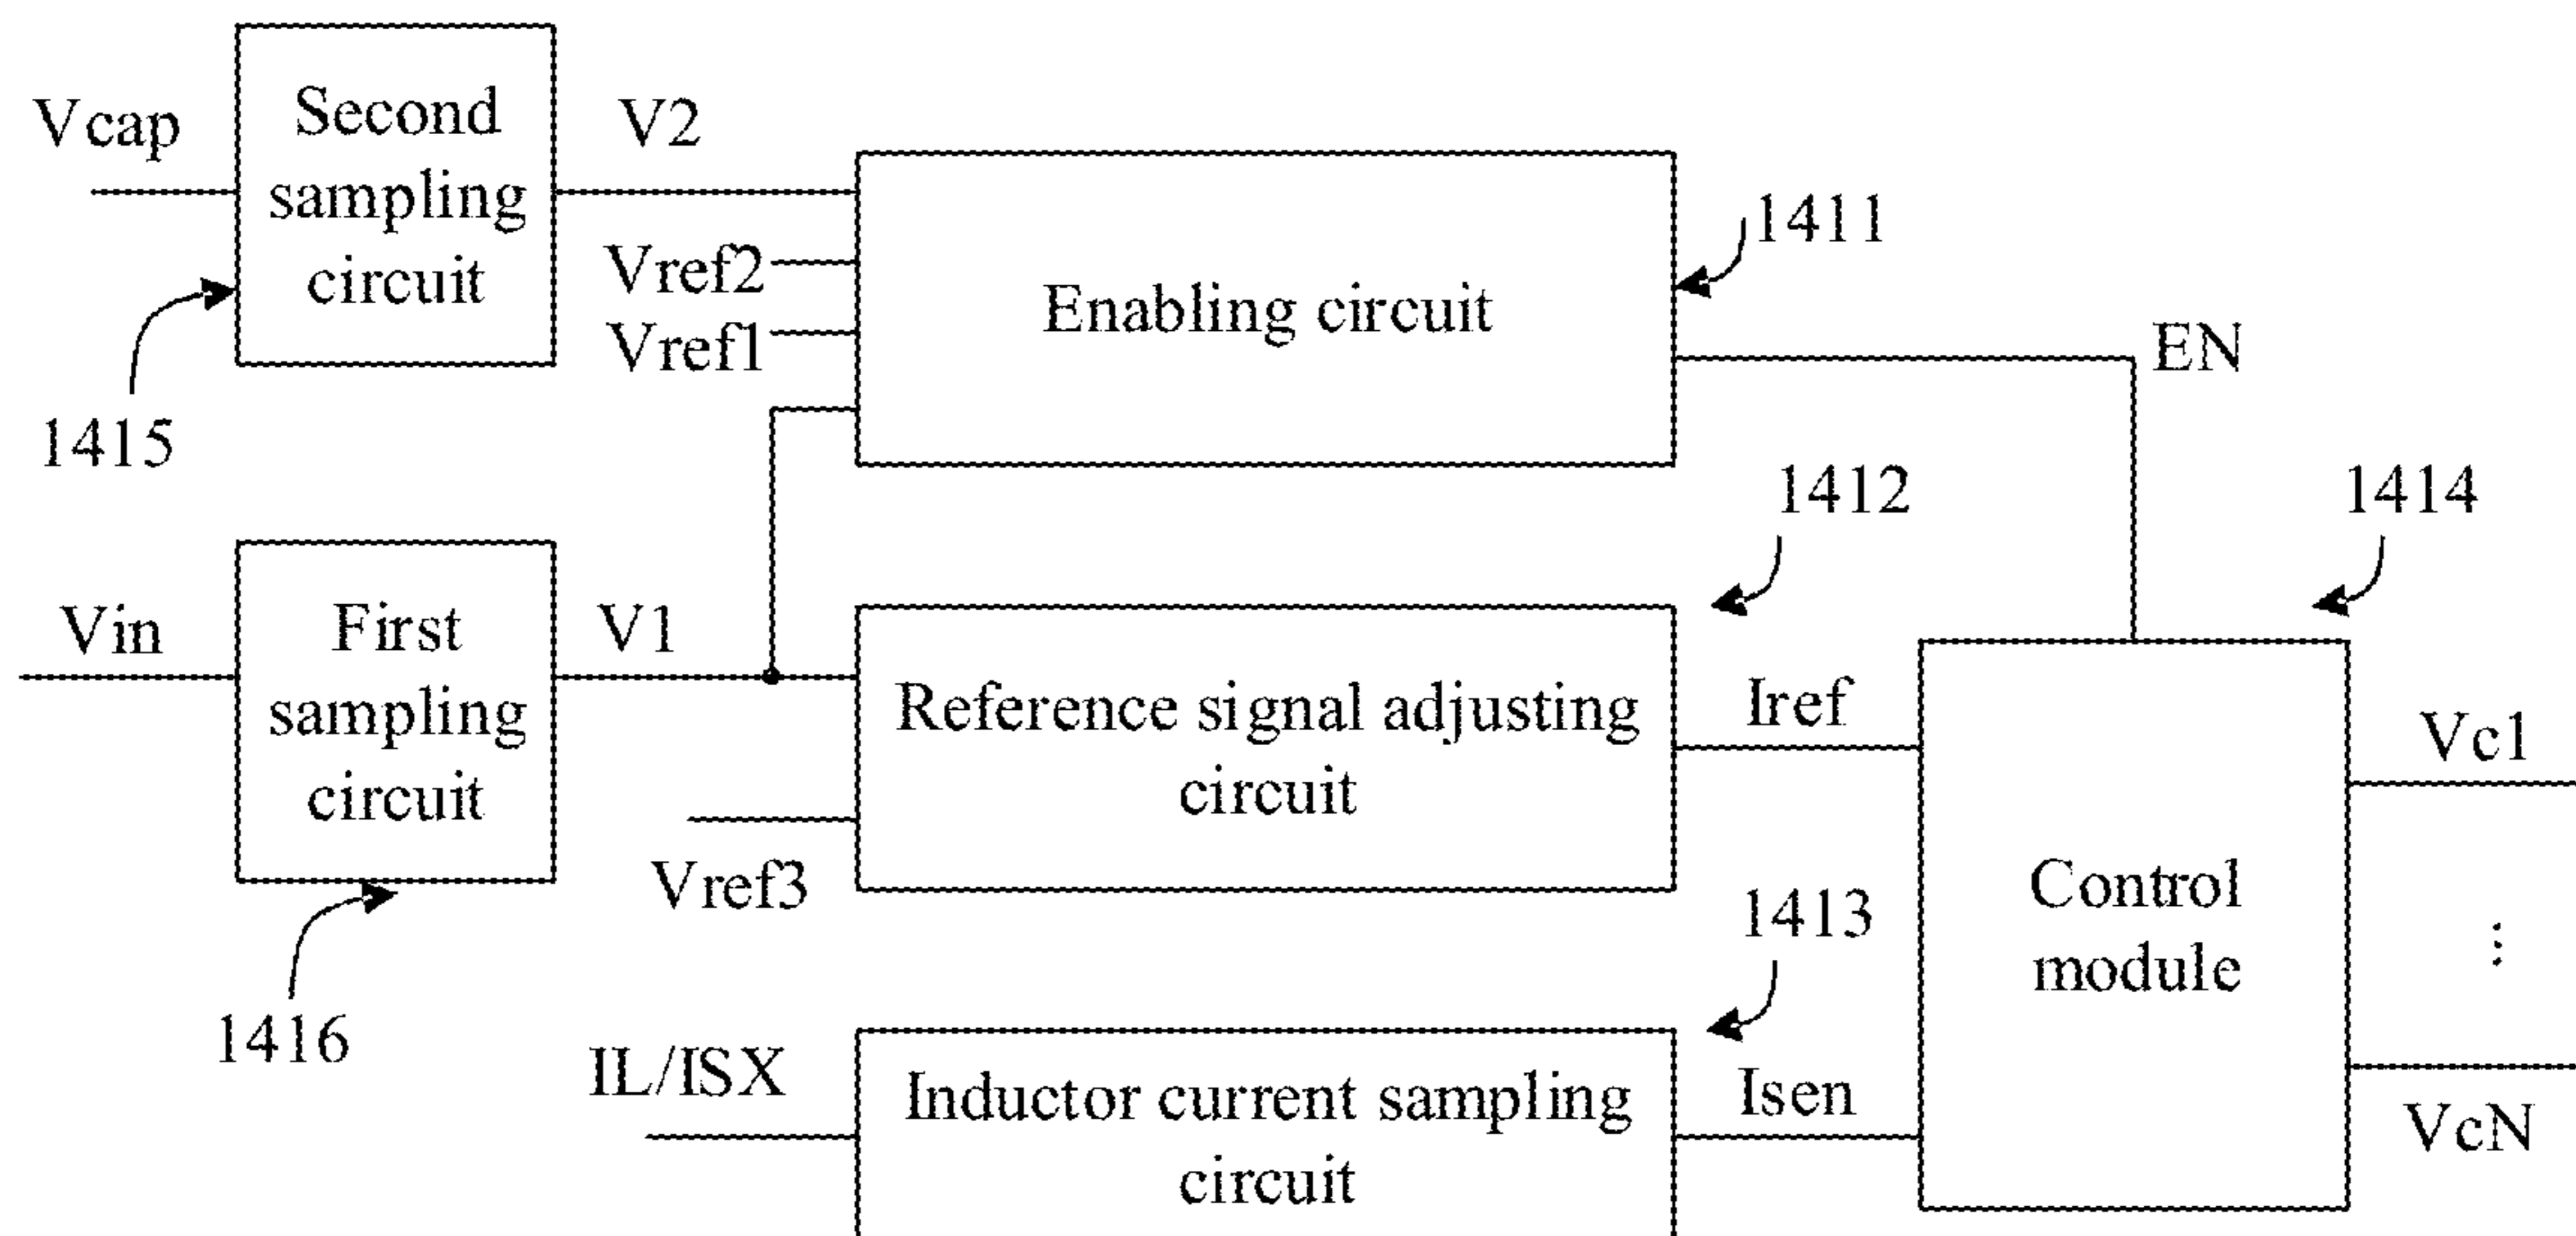 Vcap
Second
sampling
circuit
V2
1415
Vref2
Vref1
Enabling circuit
1411
EN
Vin
First
sampling
circuit
V1
1416
Vref3
Reference signal adjusting
circuit
1412
Iref
1414
Control
module
Vc1
⋮
VcN
IL/ISX
Inductor current sampling
circuit
1413
Isen